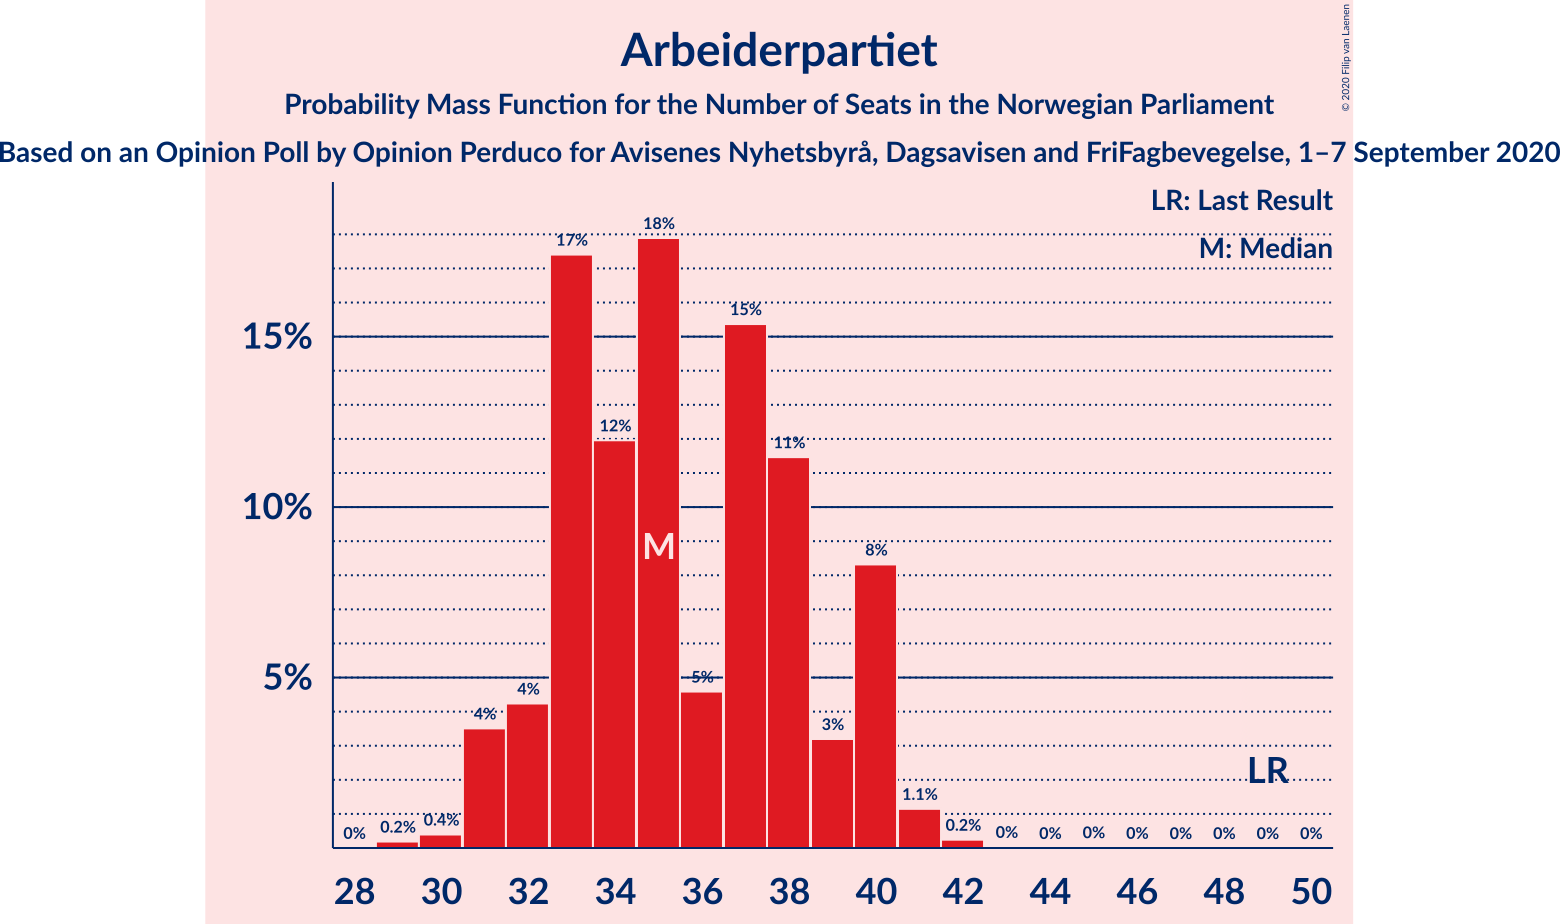 Arbeiderpartiet
Probability Mass Function for the Number of Seats in the Norwegian Parliament
Based on an Opinion Poll by Opinion Perduco for Avisenes Nyhetsbyrå, Dagsavisen and FriFagbevegelse, 1–7 September 2020
© 2020 Filip van Laenen
LR: Last Result
M: Median
15%
10%
5%
0%
0.2%
0.4%
4%
4%
17%
12%
18%
5%
15%
11%
3%
8%
1.1%
0.2%
0%
0%
0%
0%
0%
0%
0%
0%
M
LR
28 30 32 34 36 38 40 42 44 46 48 50